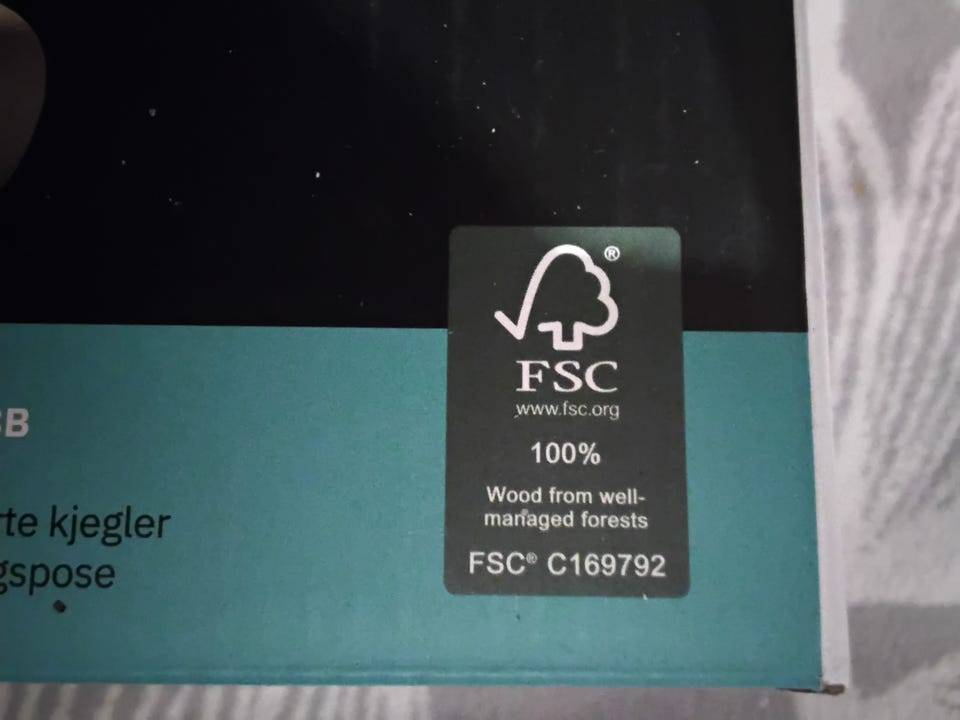 ®
FSC
www.fsc.org
100%
Wood from well-
managed forests
FSC® C169792
B
rte kjegler
gspose